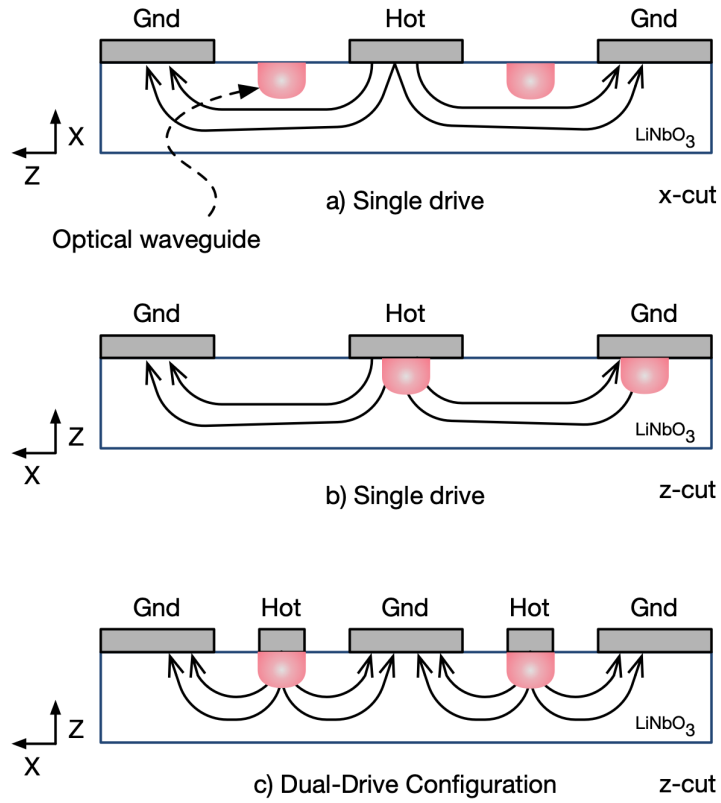 Gnd Hot Gnd
X
Z
LiNbO3
a) Single drive
x-cut
Optical waveguide
Gnd Hot Gnd
Z
X
LiNbO3
b) Single drive
z-cut
Gnd Hot Gnd Hot Gnd
Z
X
LiNbO3
c) Dual-Drive Configuration
z-cut